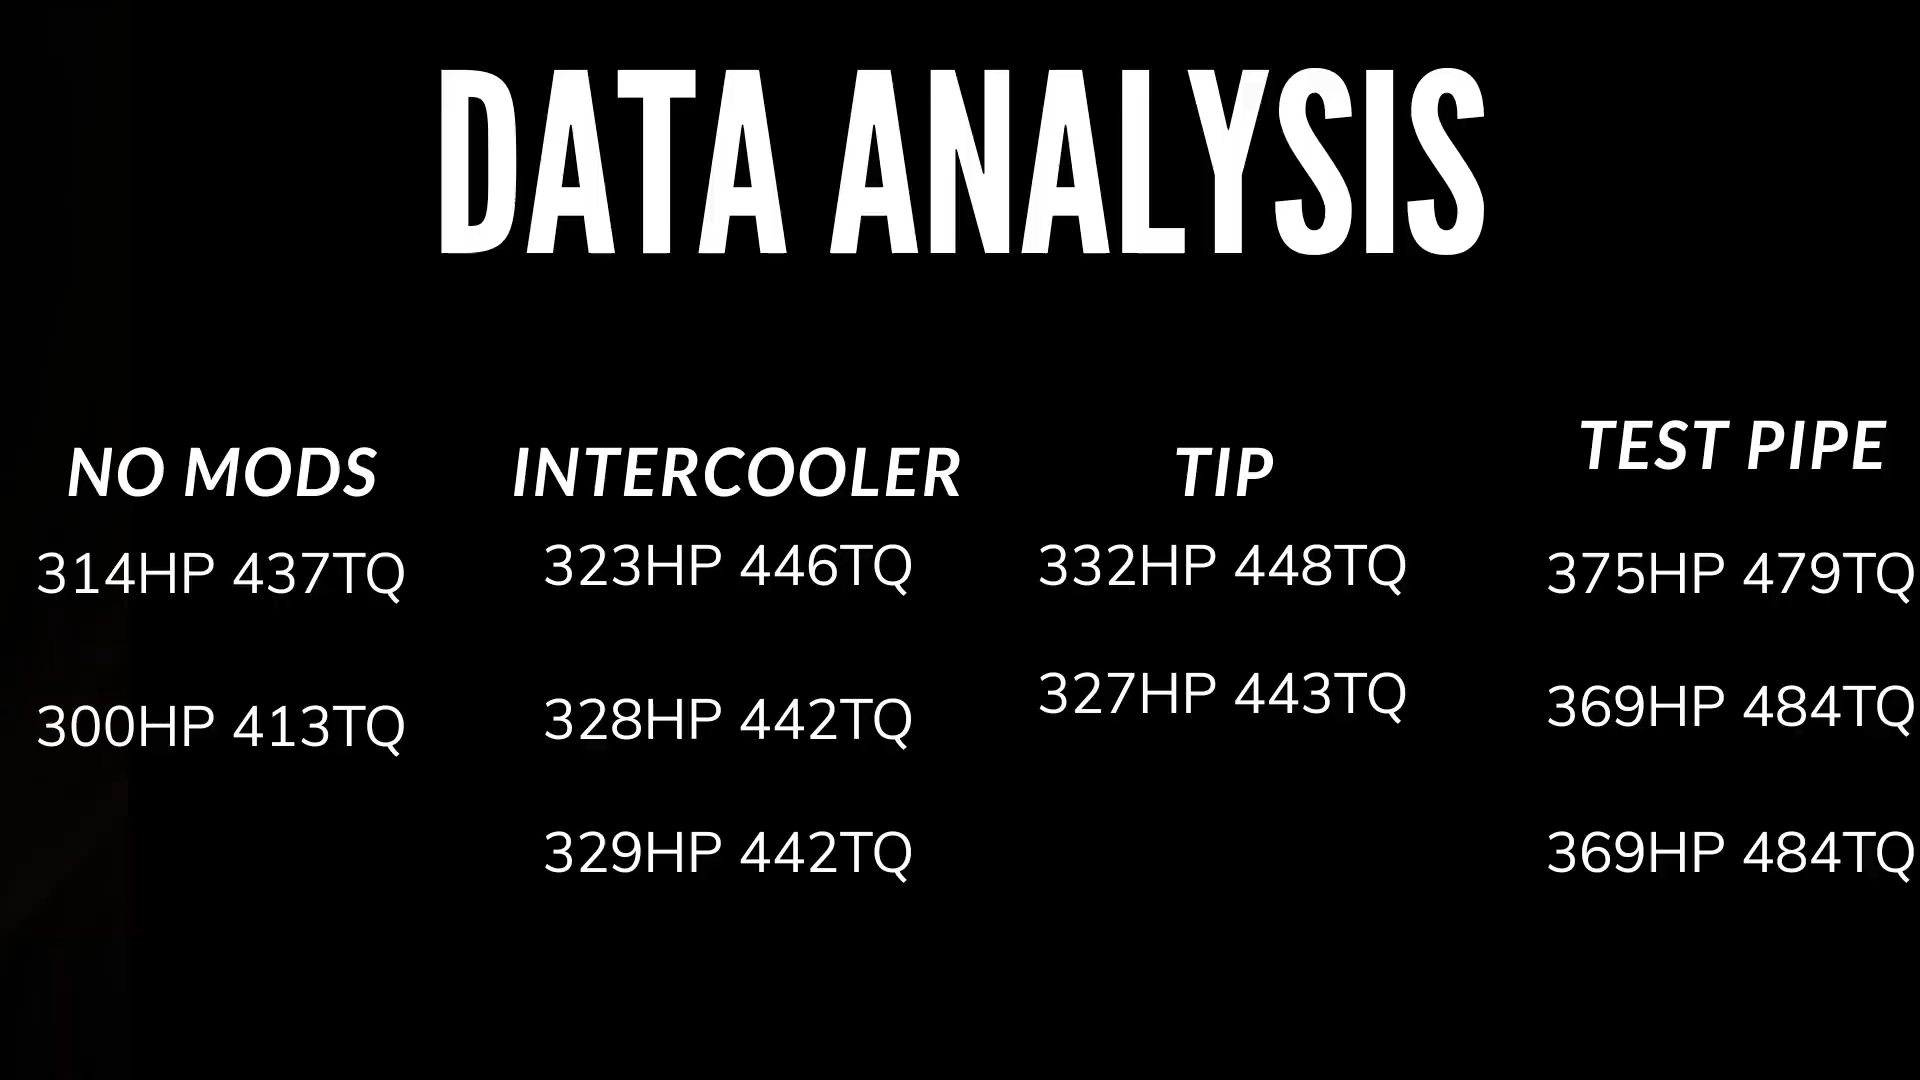 DATA ANALYSIS
NO MODS
314HP 437TQ
300HP 413TQ
INTERCOOLER
323HP 446TQ
328HP 442TQ
329HP 442TQ
TIP
332HP 448TQ
327HP 443TQ
TEST PIPE
375HP 479TQ
369HP 484TQ
369HP 484TQ